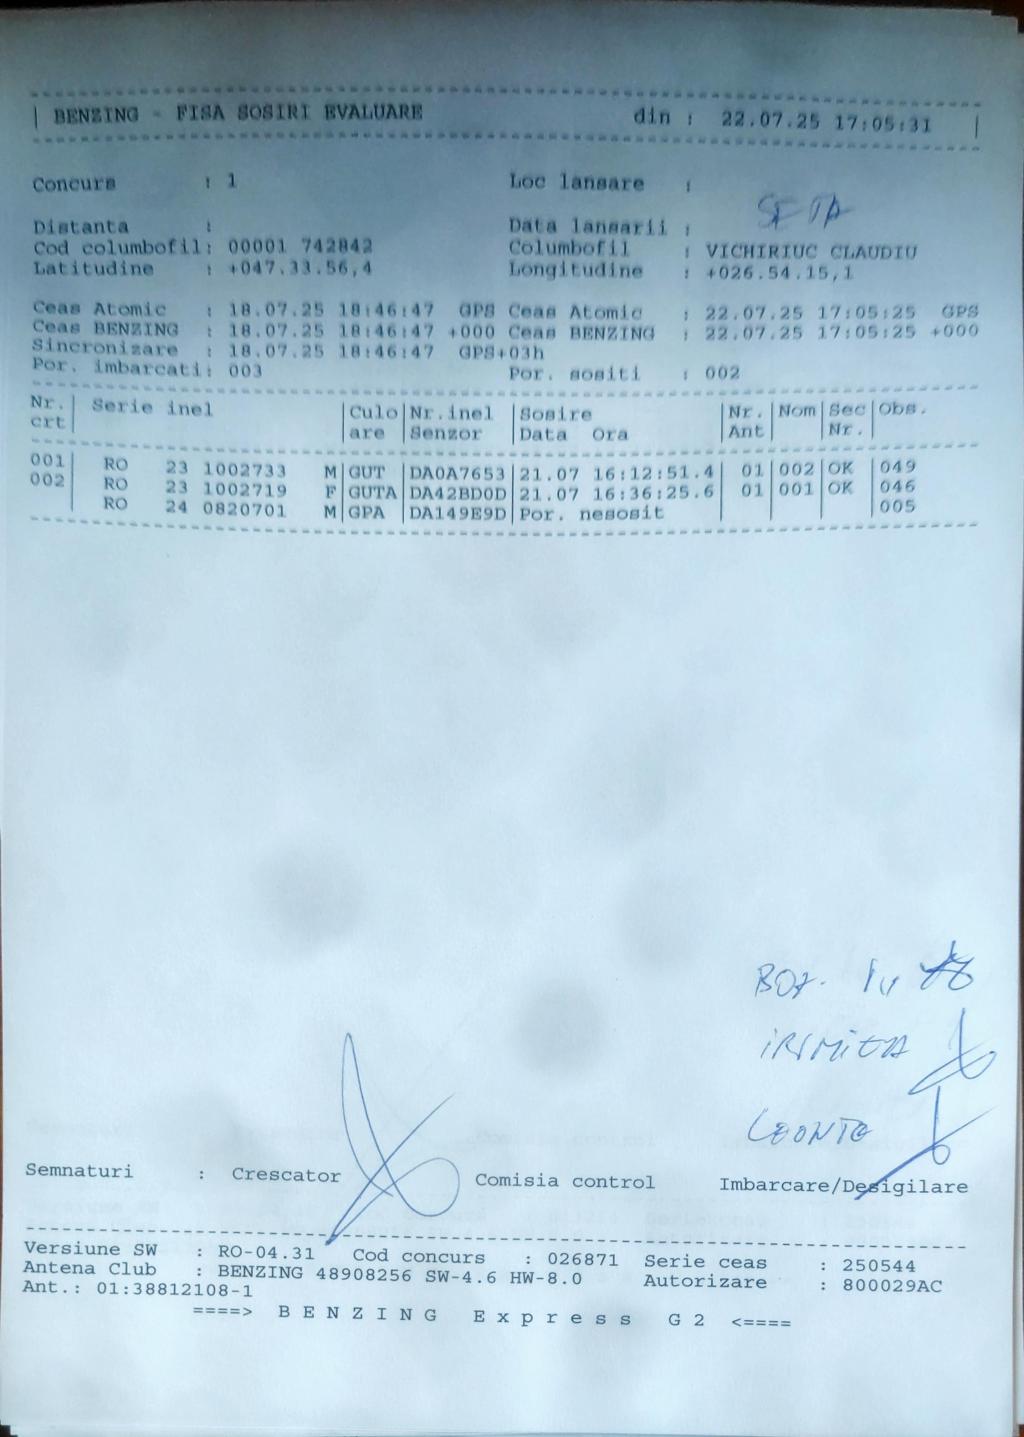 BENZING - FISA SOSIRI EVALUARE din : 22.07.25 17:05:31
Concurs : 1 Loc lansare :
Distanta : Data lansarii :
Cod columbofil: 00001 742842 Columbofil : VICHIRIUC CLAUDIU
Latitudine : +047.33.56,4 Longitudine : +026.54.15,1
Ceas Atomic : 18.07.25 18:46:47 GPS Ceas Atomic : 22.07.25 17:05:25 GPS
Ceas BENZING : 18.07.25 18:46:47 +000 Ceas BENZING : 22.07.25 17:05:25 +000
Sincronizare : 18.07.25 18:46:47 GPS+03h
Por. imbarcati: 003 Por. sositi : 002
Nr. Serie inel Culo Nr.inel Sosire Nr. Nom Sec Obs.
crt are Senzor Data Ora Ant Nr.
001 RO 23 1002733 M GUT DA0A7653 21.07 16:12:51.4 01 002 OK 049
002 RO 23 1002719 F GUTA DA42BD0D 21.07 16:36:25.6 01 001 OK 046
RO 24 0820701 M GPA DA149E9D Por. nesosit 005
IRIMITA
LEONTE
Semnaturi : Crescator Comisia control Imbarcare/Desigilare
Versiune SW : RO-04.31 Cod concurs : 026871 Serie ceas : 250544
Antena Club : BENZING 48908256 SW-4.6 HW-8.0 Autorizare : 800029AC
Ant.: 01:38812108-1
====> B E N Z I N G E x p r e s s G 2 <====